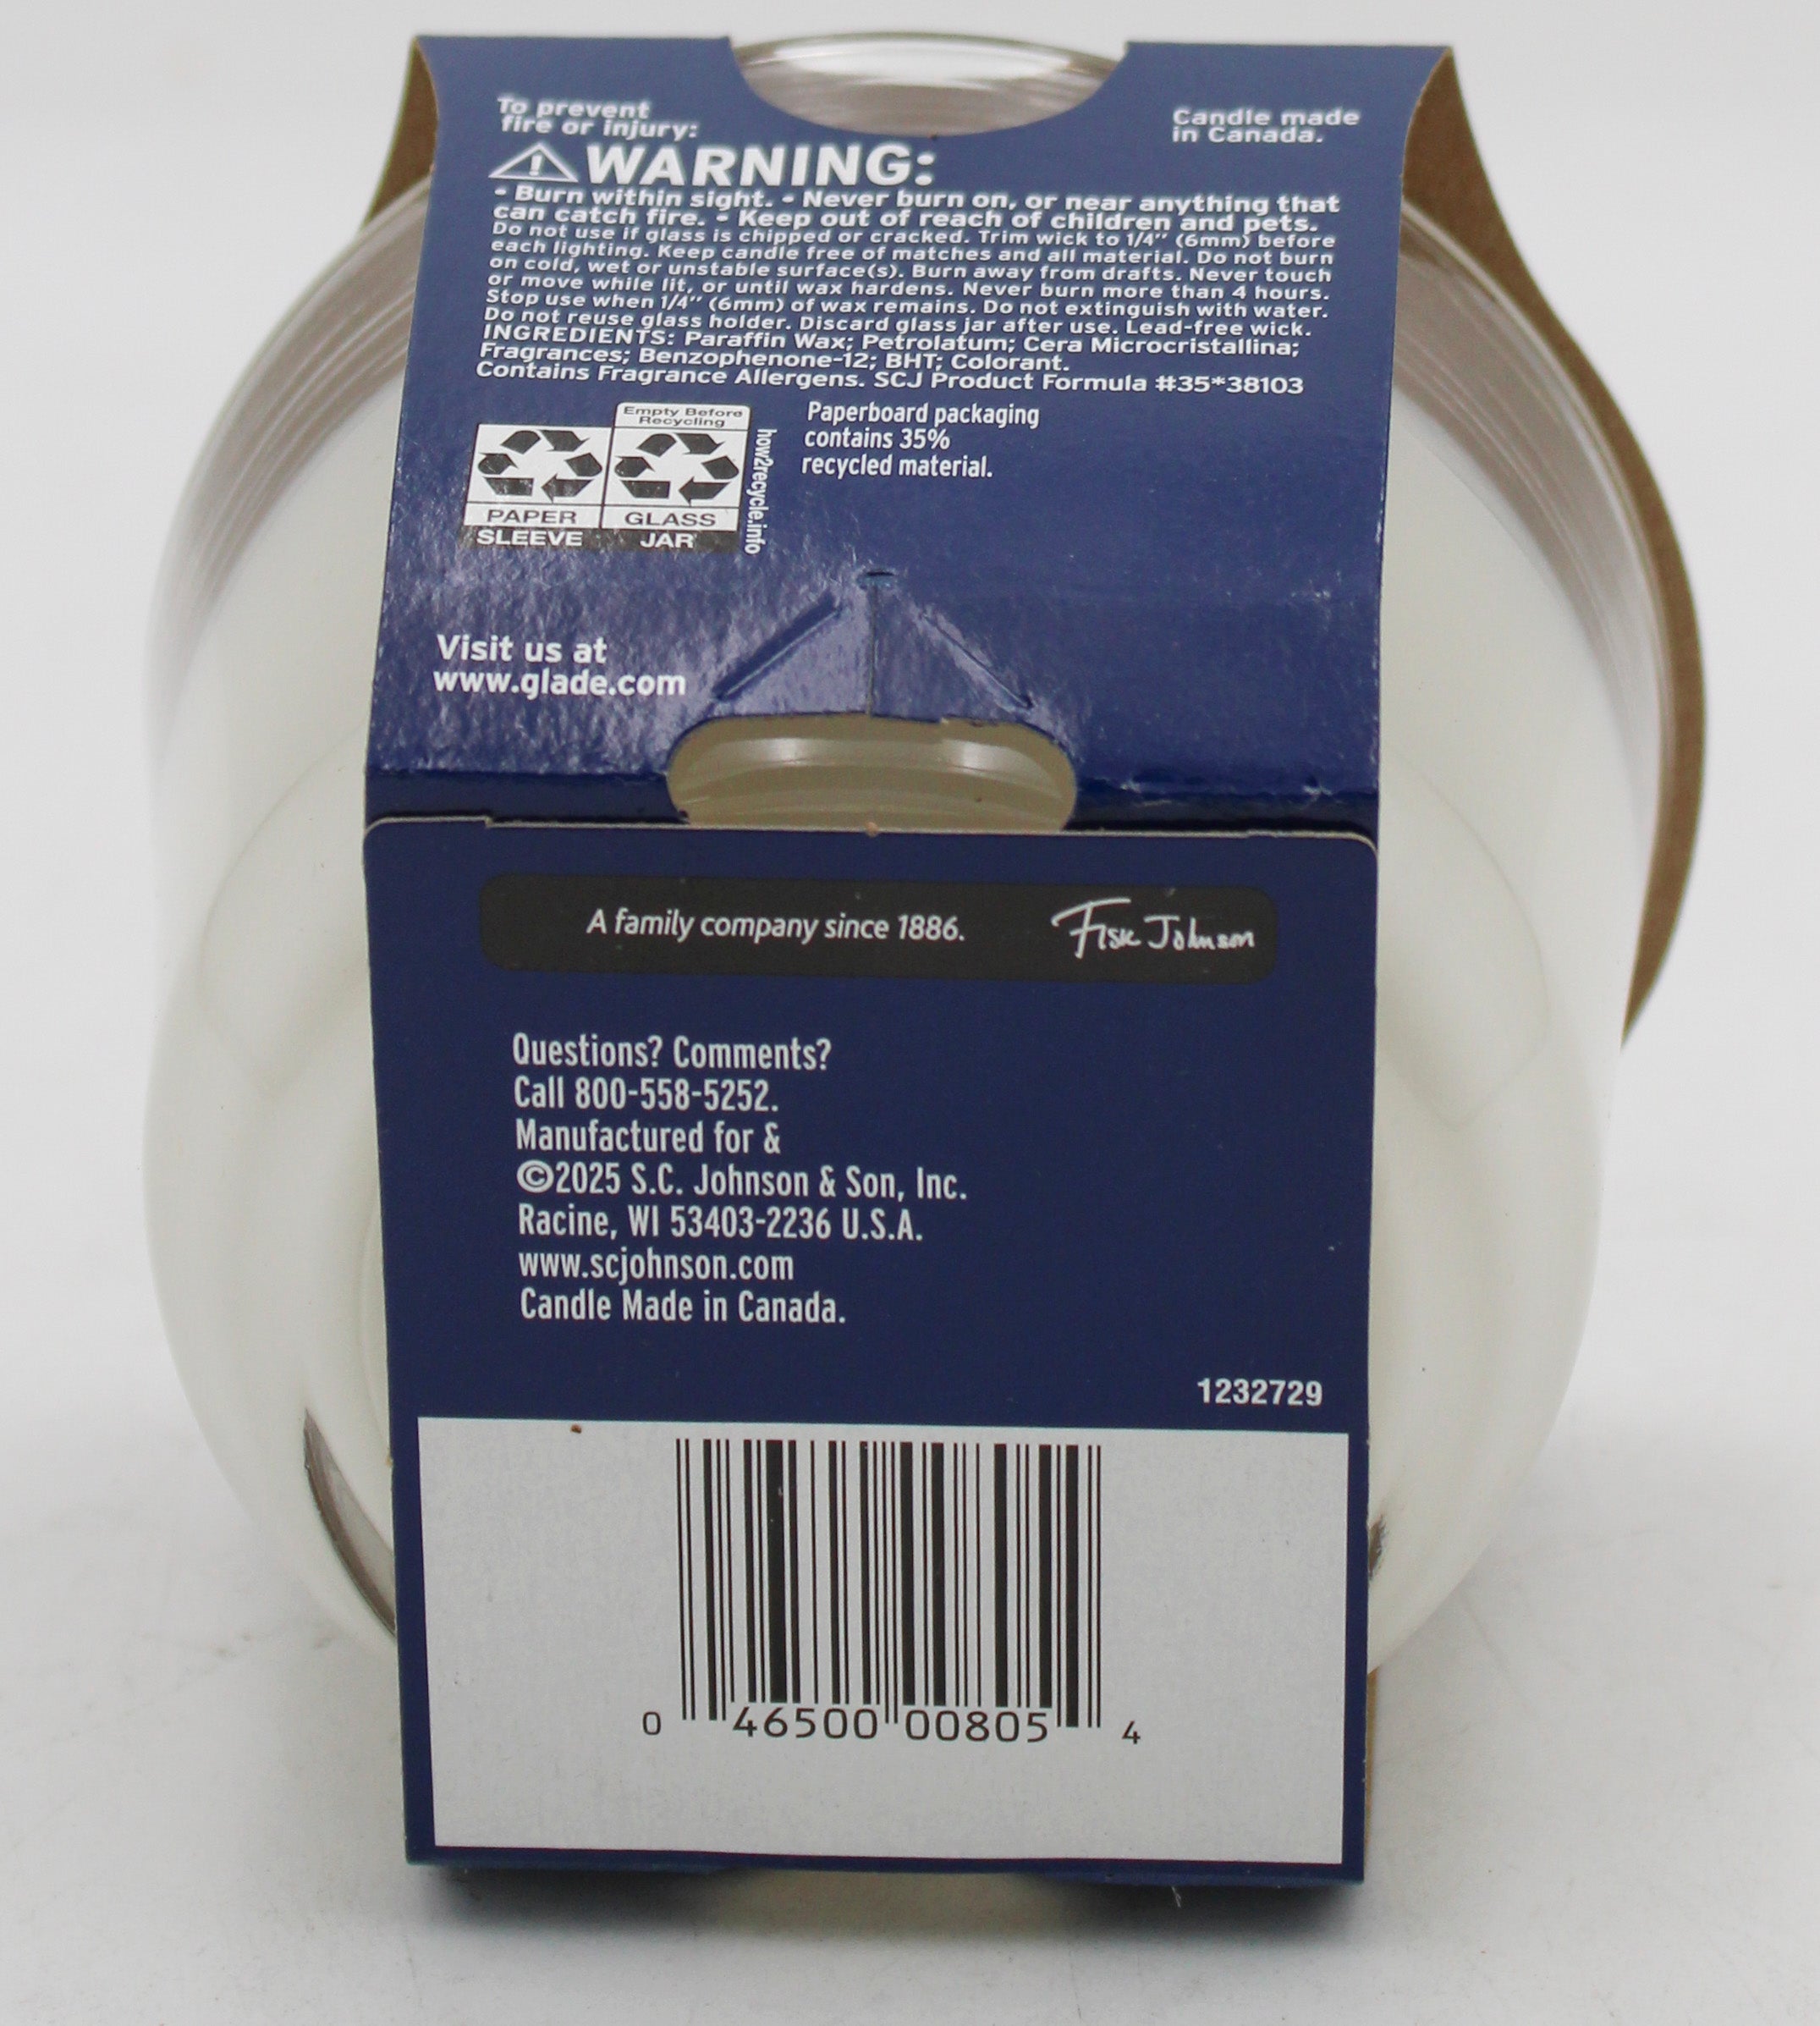 To prevent
fire or injury:
Candle made
in Canada.
WARNING:
- Burn within sight. - Never burn on, or near anything that
can catch fire. - Keep out of reach of children and pets.
Do not use if glass is chipped or cracked. Trim wick to 1/4" (6mm) before
each lighting. Keep candle free of matches and all material. Do not burn
on cold, wet or unstable surface(s). Burn away from drafts. Never touch
or move while lit, or until wax hardens. Never burn more than 4 hours.
Stop use when 1/4" (6mm) of wax remains. Do not extinguish with water.
Do not reuse glass holder. Discard glass jar after use. Lead-free wick.
INGREDIENTS: Paraffin Wax; Petrolatum; Cera Microcristallina;
Fragrances; Benzophenone-12; BHT; Colorant.
Contains Fragrance Allergens. SCJ Product Formula #35*38103
Empty Before
Recycling
PAPER
SLEEVE
GLASS
JAR
how2recycle.info
Paperboard packaging
contains 35%
recycled material.
Visit us at
www.glade.com
A family company since 1886.
Fisk Johnson
Questions? Comments?
Call 800-558-5252.
Manufactured for &
©2025 S.C. Johnson & Son, Inc.
Racine, WI 53403-2236 U.S.A.
www.scjohnson.com
Candle Made in Canada.
1232729
0 46500 00805 4